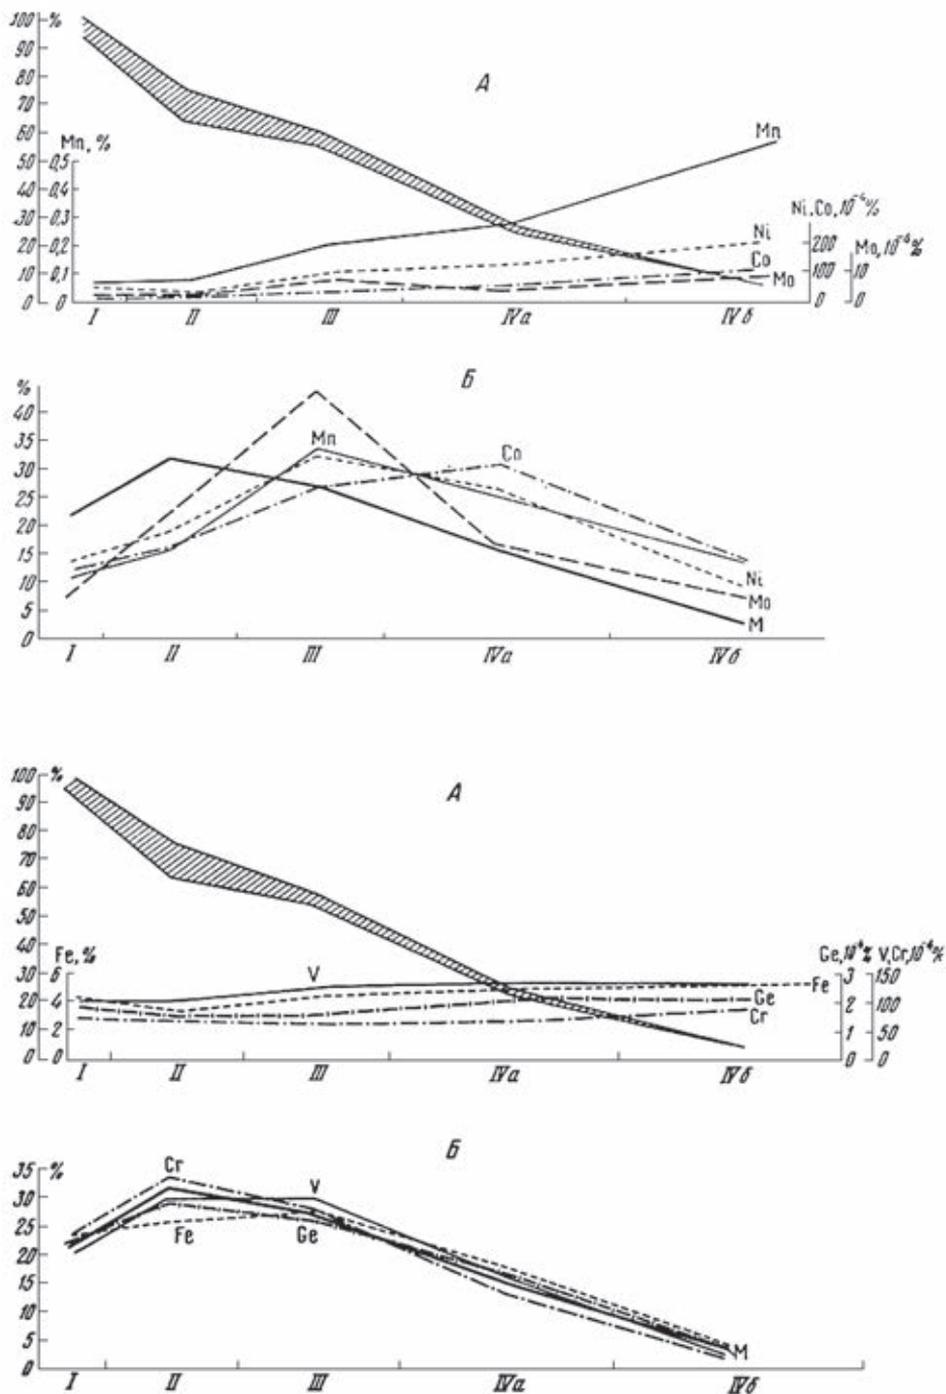 100 %
А
90
80
70
60
Mn, %
Mn
50 0,5
40 0,4
30 0,3
Ni, Co, 10⁻⁴%
20 0,2
Ni 200 Mo, 10⁻⁶%
10 0,1
Co 100 10
0 0
Mo 0 0
I II III IVа IVб
Б
%
40
35
Mn
Co
30
25
20
15
10
Ni
Mo
5
M
0
I II III IVа IVб
100 %
А
90
80
70
60
50
40
Fe, % Ge, 10⁻⁴% V, Cr, 10⁻⁴%
30 6 V Fe 3 150
20 4 Ge 2 100
Cr
10 2 1 50
0 0 0 0
I II III IVа IVб
Б
35 %
Cr
30
V
25
Fe Ge
20
15
10
5
M
0
I II III IVа IVб